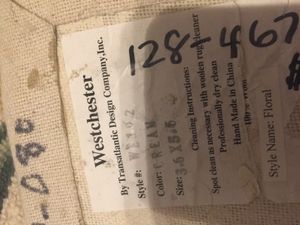 128-467
Westchester
By Transatlantic Design Company,Inc.
Style #: WES92
Color: CREAM
Size: 3.6 X 5.6
Cleaning Instructions:
Spot clean as necessary with woolen rug cleaner
Professionally dry clean
Hand Made in China
Style Name: Floral